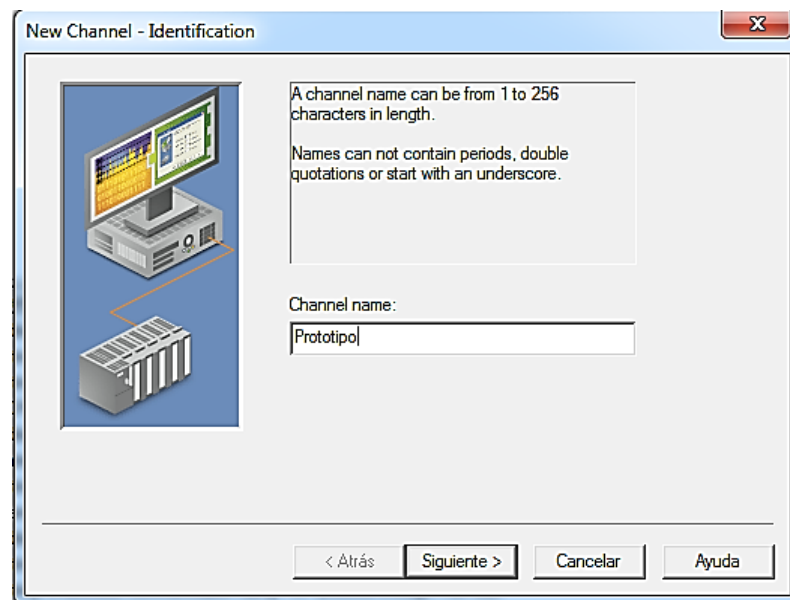 New Channel - Identification
A channel name can be from 1 to 256
characters in length.
Names can not contain periods, double
quotations or start with an underscore.
Channel name:
Prototipo
< Atrás
Siguiente >
Cancelar
Ayuda